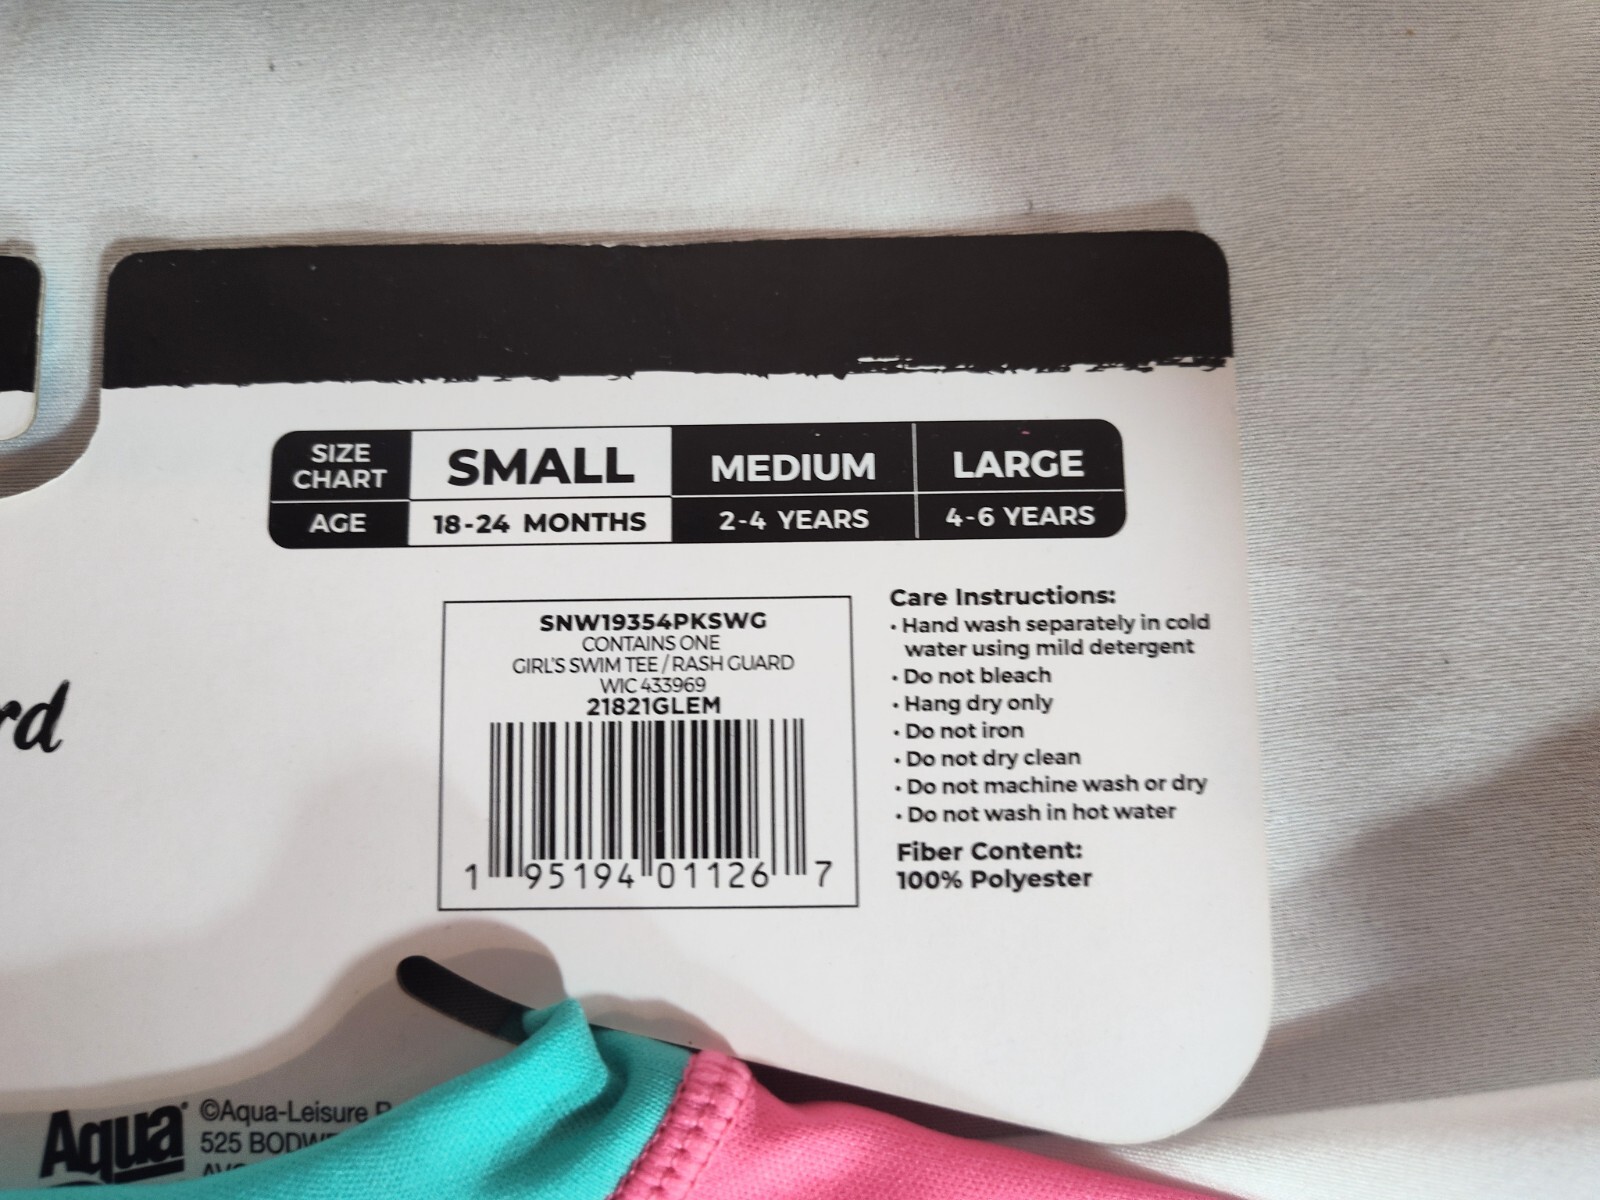 SIZE CHART SMALL MEDIUM LARGE
AGE 18-24 MONTHS 2-4 YEARS 4-6 YEARS
SNW19354PKSWG
CONTAINS ONE
GIRL'S SWIM TEE / RASH GUARD
WIC 433969
21821GLEM
1 95194 01126 7
Care Instructions:
• Hand wash separately in cold
water using mild detergent
• Do not bleach
• Hang dry only
• Do not iron
• Do not dry clean
• Do not machine wash or dry
• Do not wash in hot water
Fiber Content:
100% Polyester
rd
Aqua
©Aqua-Leisure
525